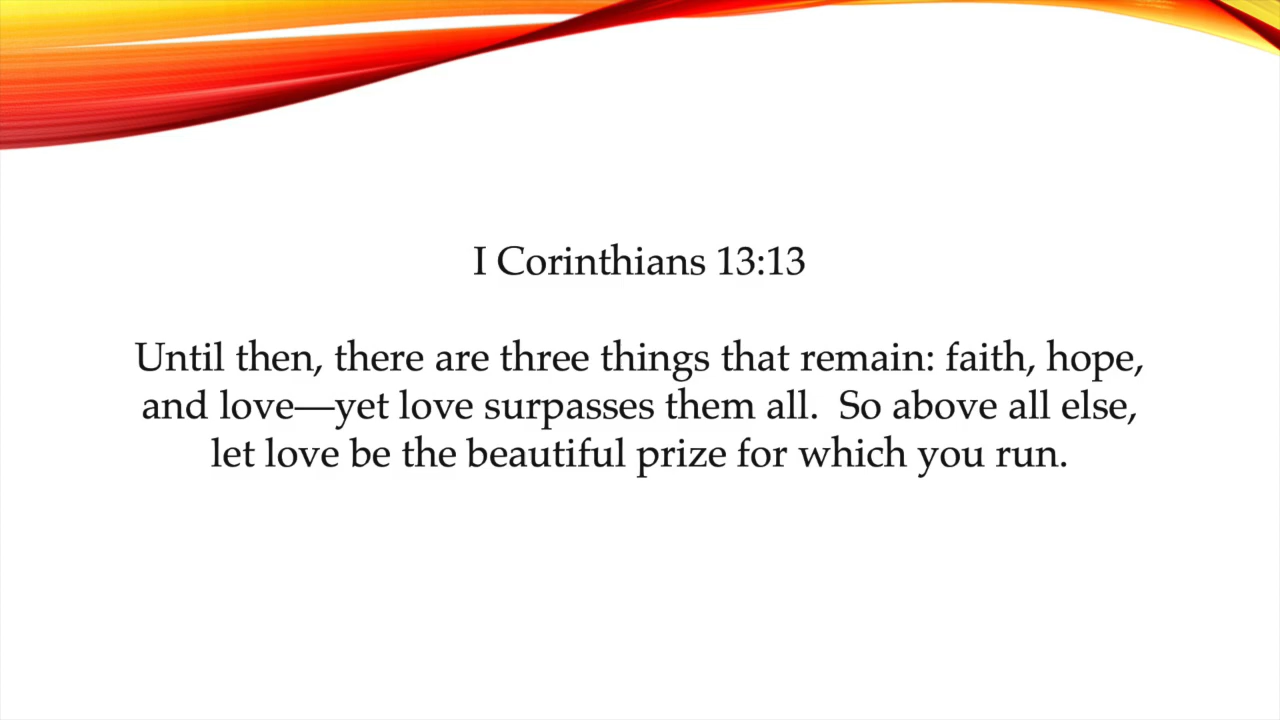 I Corinthians 13:13
Until then, there are three things that remain: faith, hope,
and love—yet love surpasses them all.  So above all else,
let love be the beautiful prize for which you run.